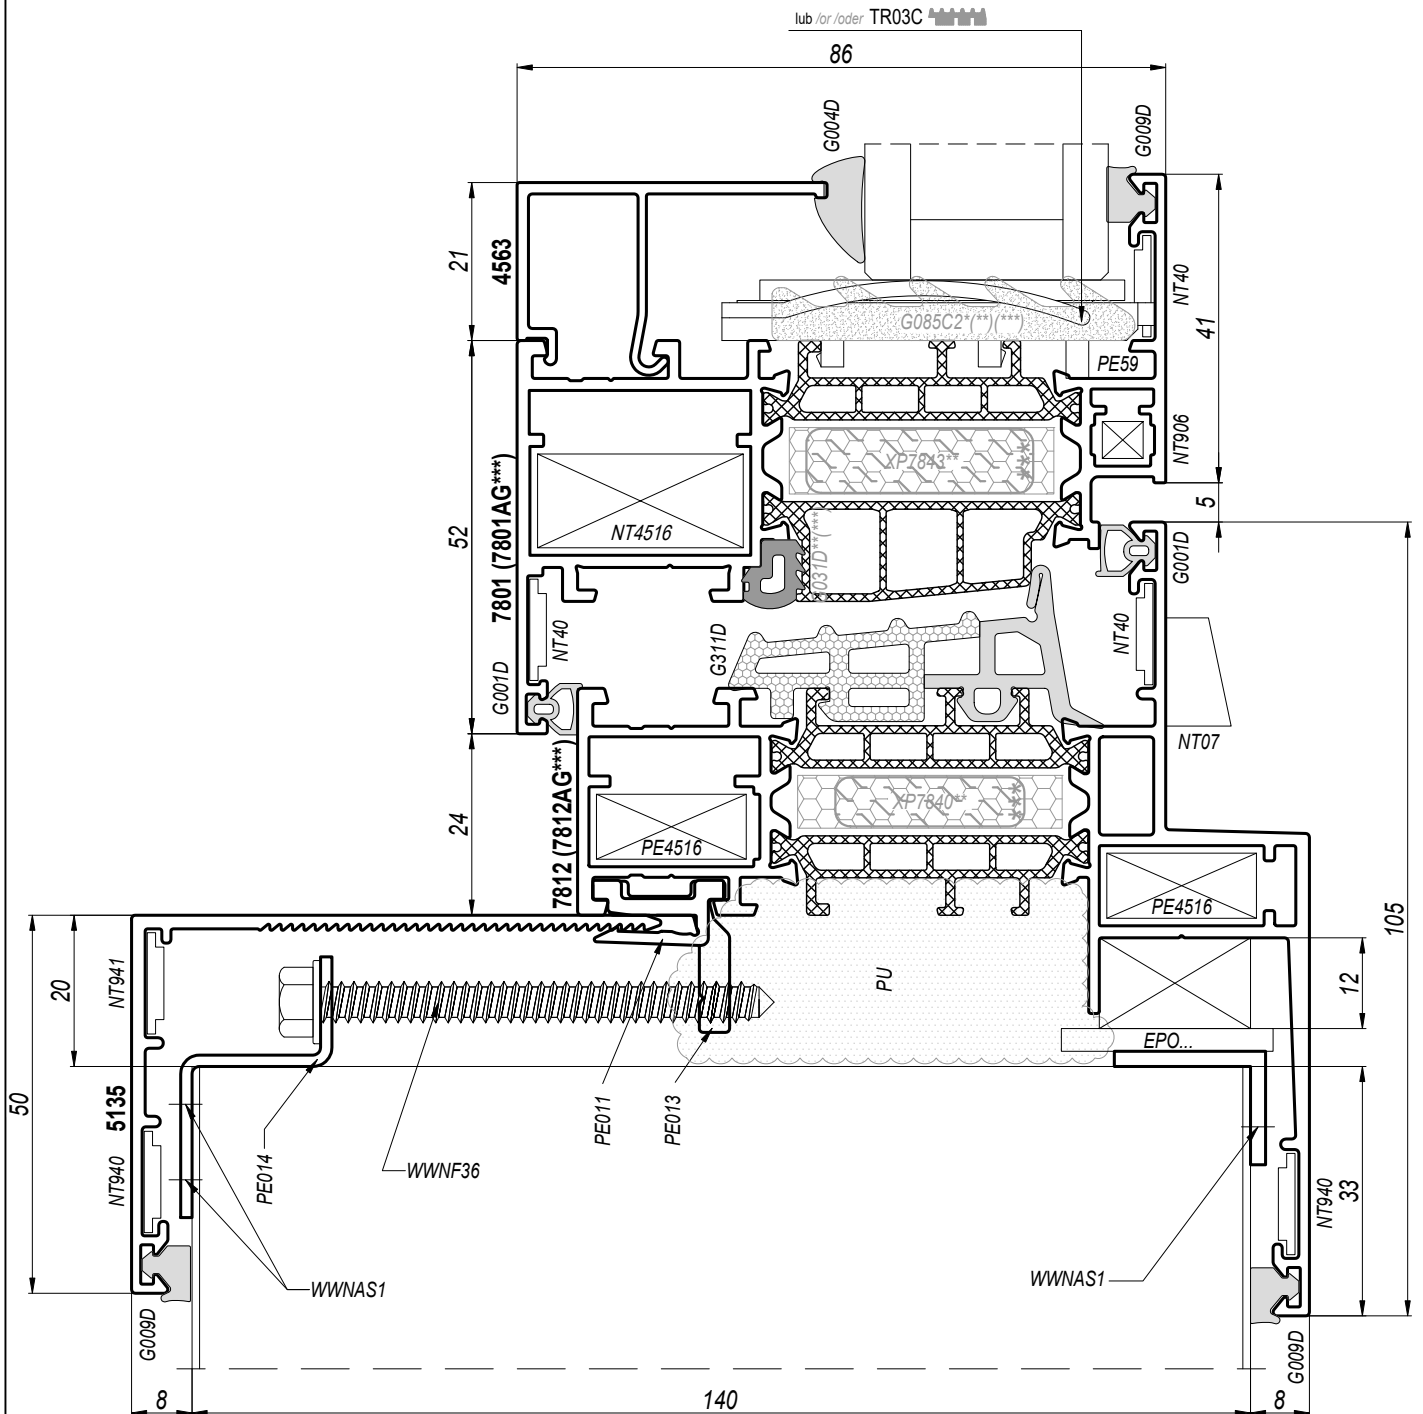 lub /or /oder TR03C
86
G004D
G009D
21
4563
NT40
41
G085C2*(**)(***)
PE59
NT906
XP7843**
***
5
NT4516
52
7801 (7801AG***)
G031D**(***
G001D
NT40
NT40
G311D
G001D
NT07
XP7840**
***
24
7812 (7812AG***)
PE4516
PE4516
105
20
NT941
PU
12
EPO...
50
5135
NT940
PE014
WWNF36
PE011
PE013
NT940
33
WWNAS1
WWNAS1
G009D
G009D
8
140
8